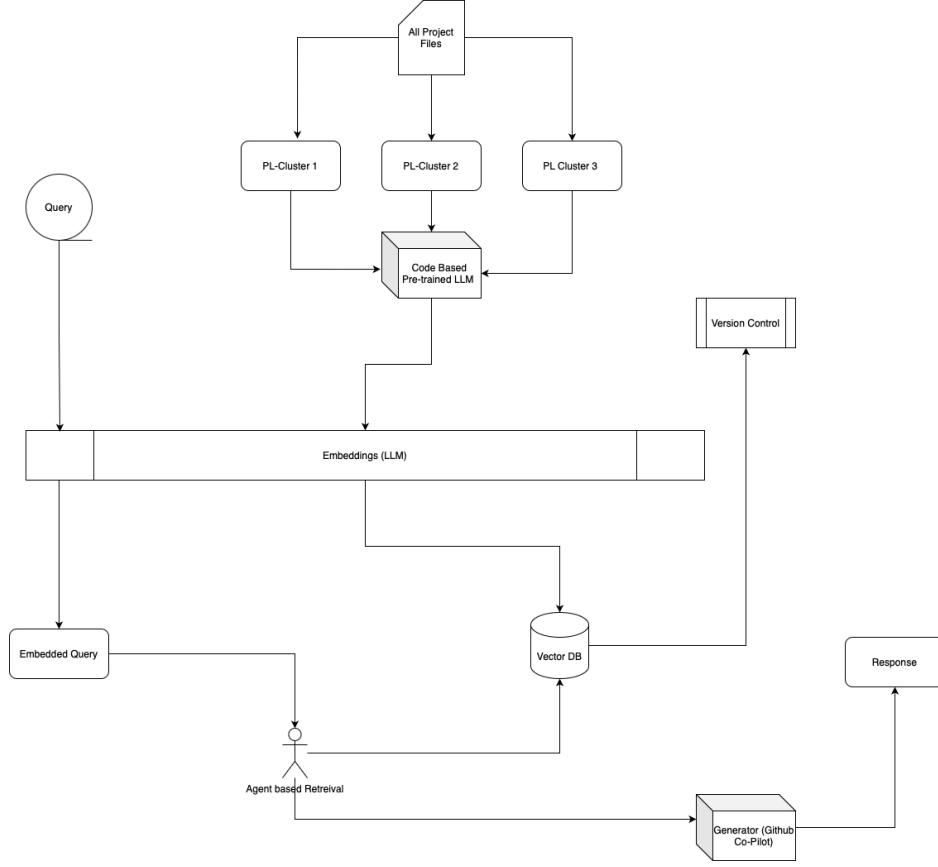 All Project
Files
PL-Cluster 1
PL-Cluster 2
PL Cluster 3
Query
Code Based
Pre-trained LLM
Version Control
Embeddings (LLM)
Embedded Query
Vector DB
Response
Agent based Retreival
Generator (Github
Co-Pilot)